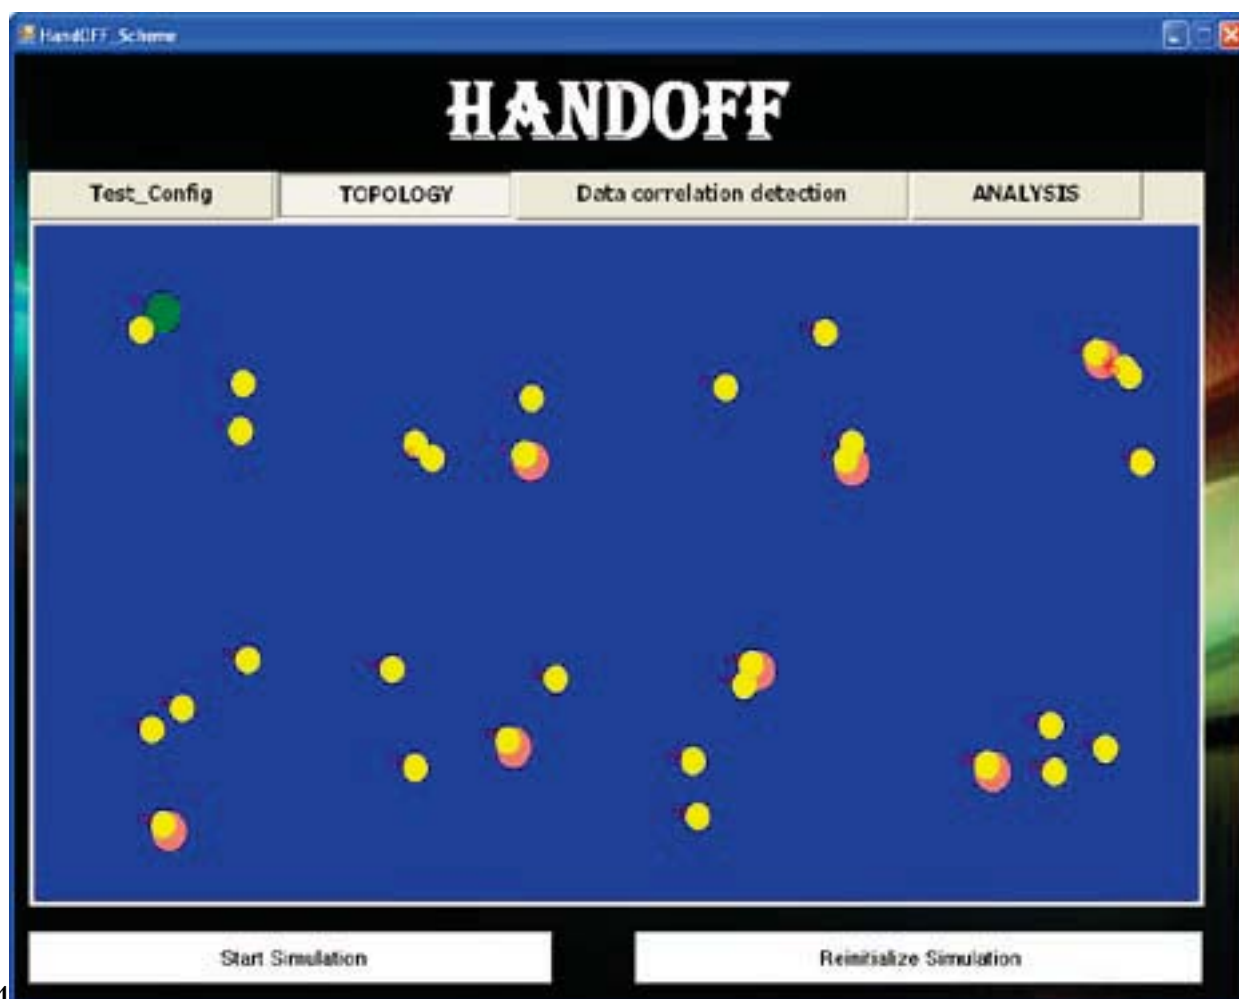 HandOFF_Scheme
HANDOFF
Test_Config TOPOLOGY Data correlation detection ANALYSIS
Start Simulation Reinitialize Simulation